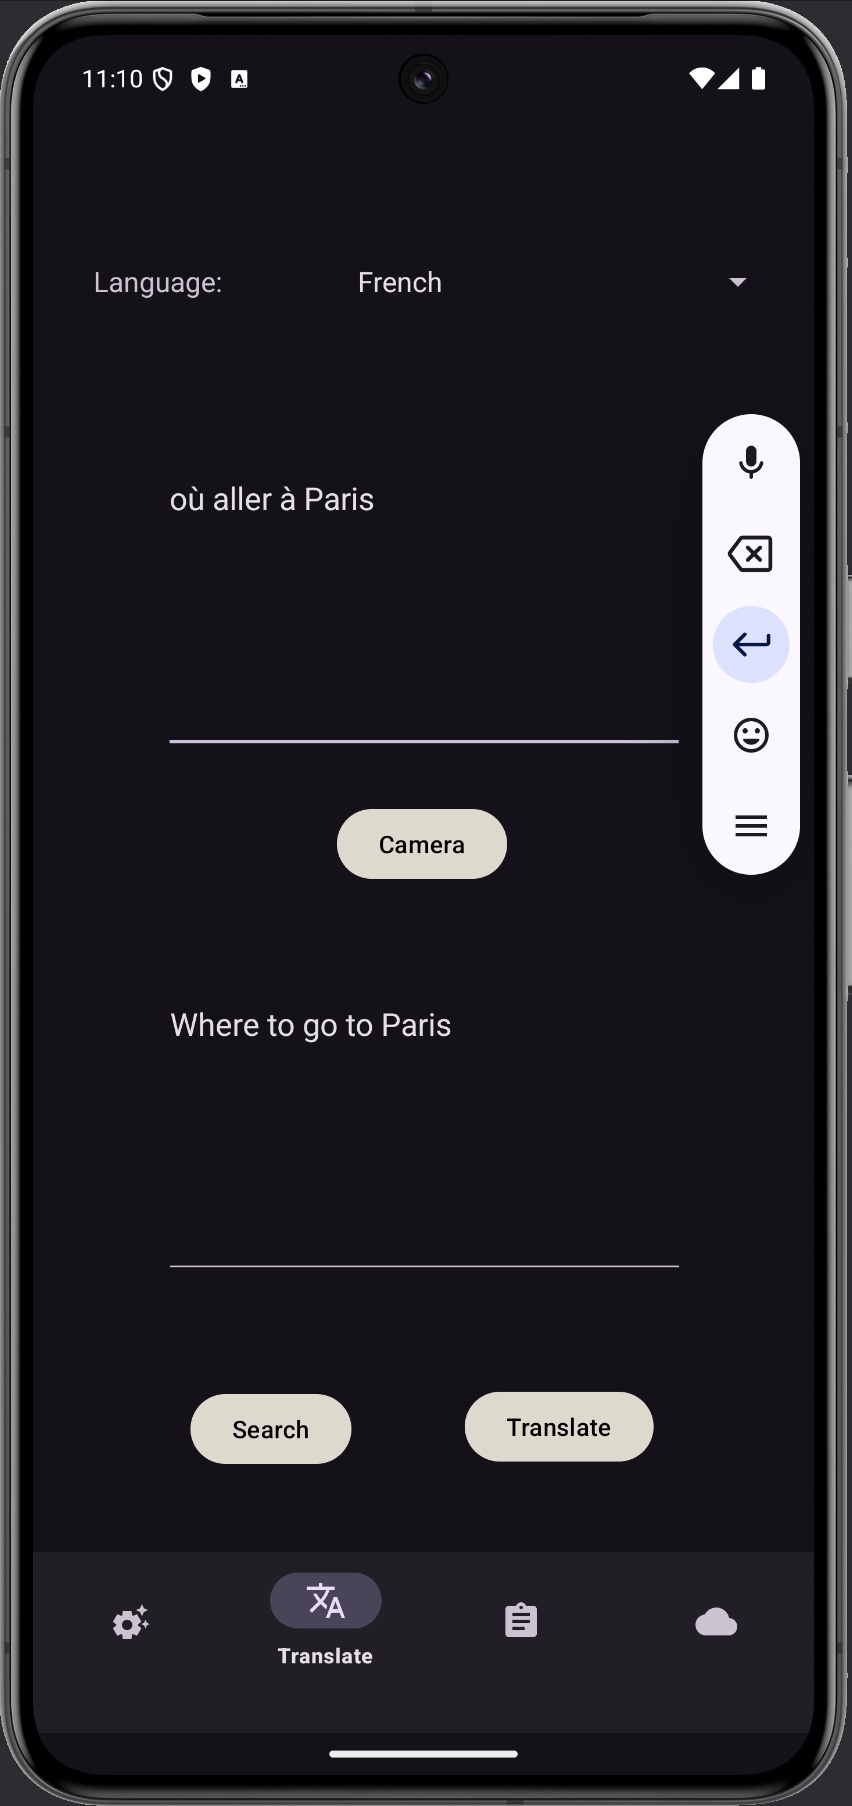 11:10
Language: French
où aller à Paris
Camera
Where to go to Paris
Search Translate
Translate